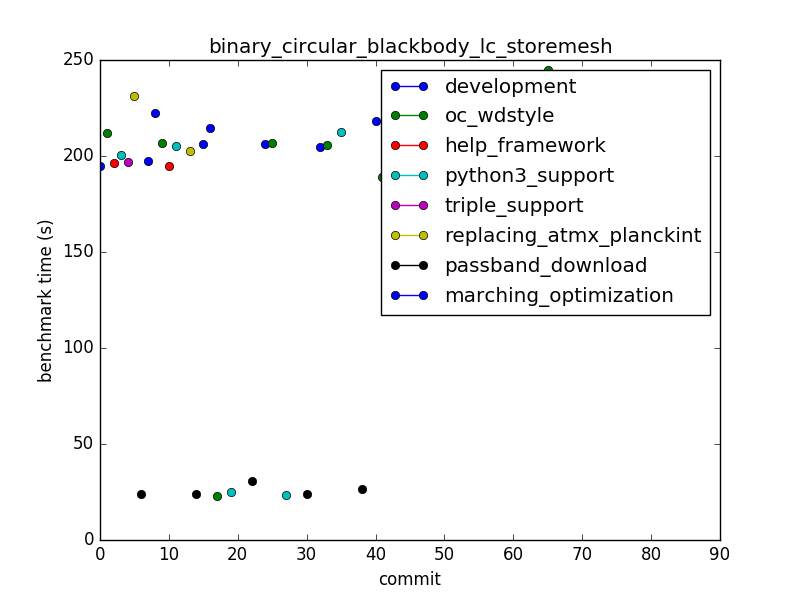 binary_circular_blackbody_lc_storemesh
250
200
150
100
50
0
benchmark time (s)
development
oc_wdstyle
help_framework
python3_support
triple_support
replacing_atmx_planckint
passband_download
marching_optimization
0 10 20 30 40 50 60 70 80 90
commit